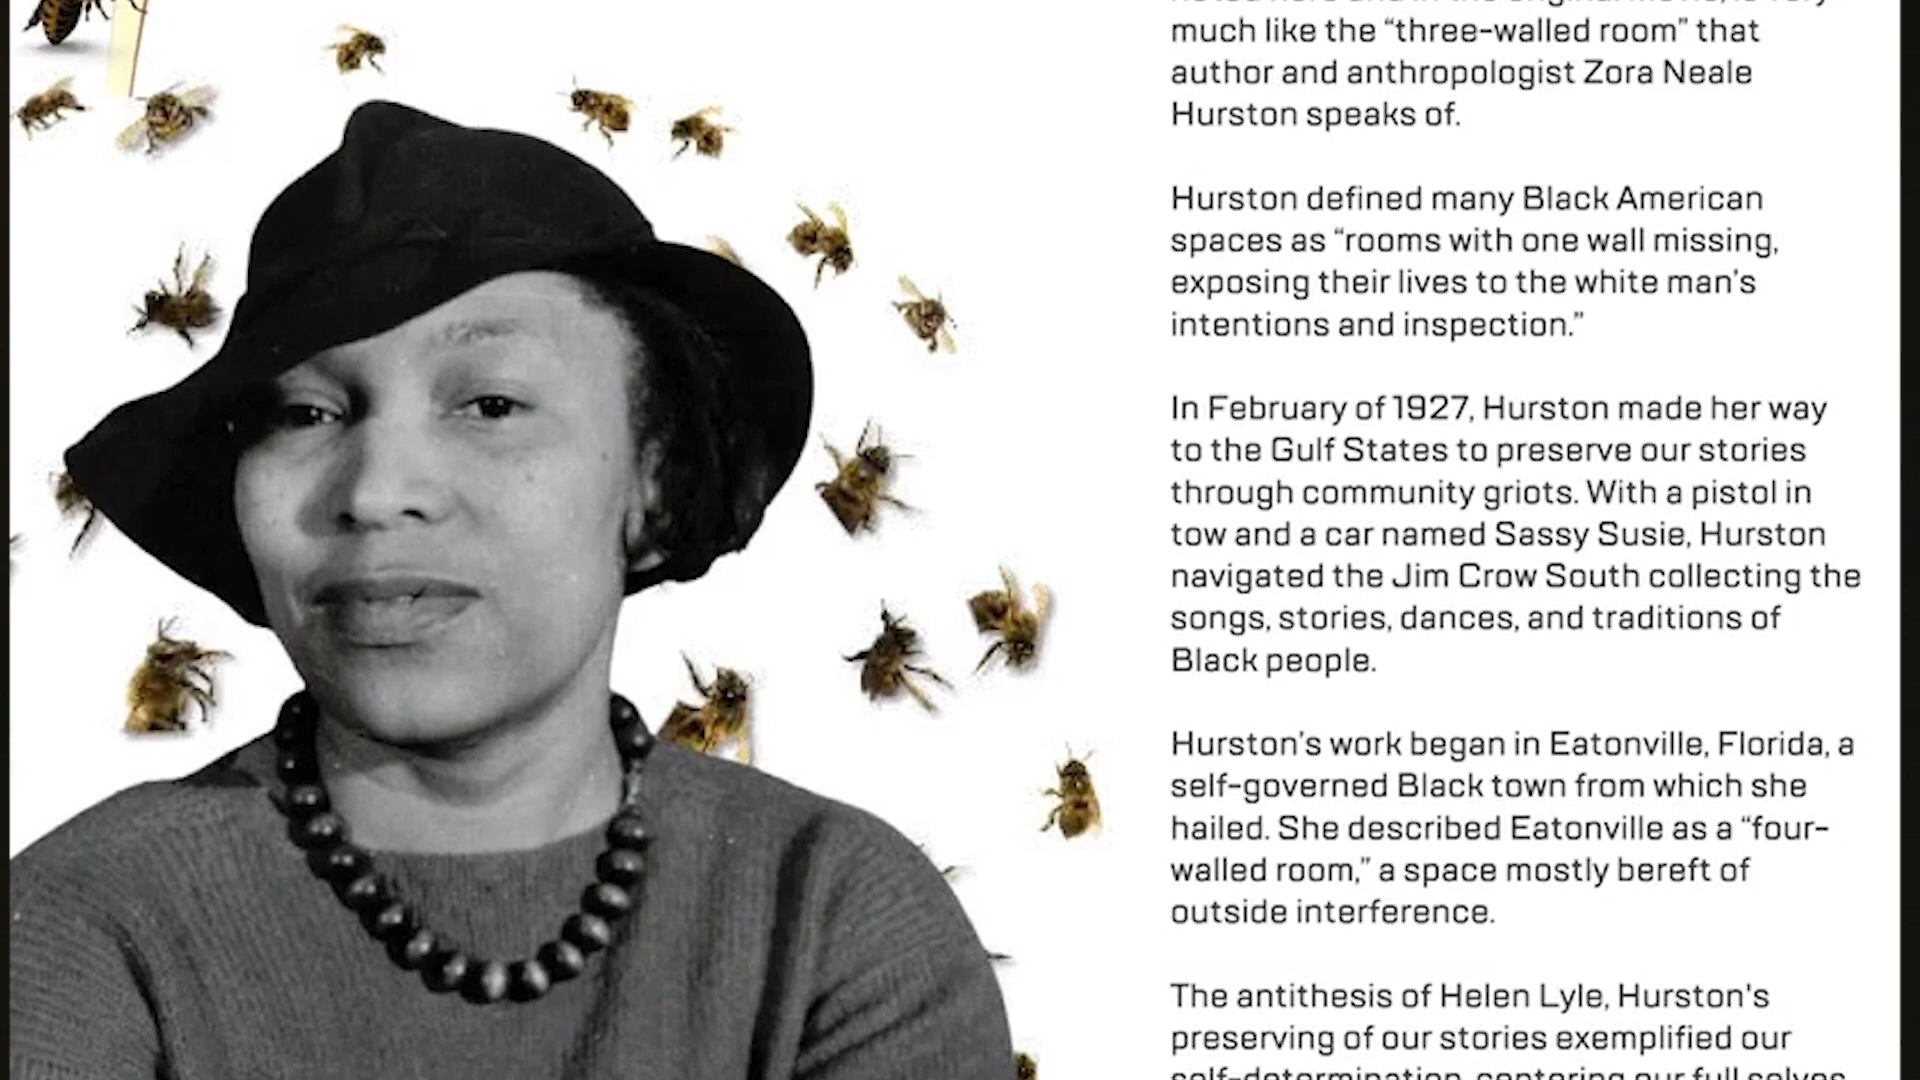 much like the “three-walled room” that
author and anthropologist Zora Neale
Hurston speaks of.
Hurston defined many Black American
spaces as “rooms with one wall missing,
exposing their lives to the white man’s
intentions and inspection.”
In February of 1927, Hurston made her way
to the Gulf States to preserve our stories
through community griots. With a pistol in
tow and a car named Sassy Susie, Hurston
navigated the Jim Crow South collecting the
songs, stories, dances, and traditions of
Black people.
Hurston’s work began in Eatonville, Florida, a
self-governed Black town from which she
hailed. She described Eatonville as a “four-
walled room,” a space mostly bereft of
outside interference.
The antithesis of Helen Lyle, Hurston's
preserving of our stories exemplified our
self-determination, centering our full selves